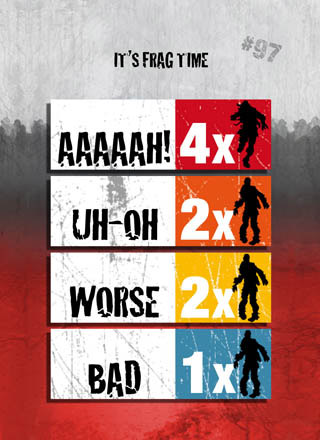 #97
IT'S FRAG TIME
AAAAAH! 4x
UH-OH 2x
WORSE 2x
BAD 1x